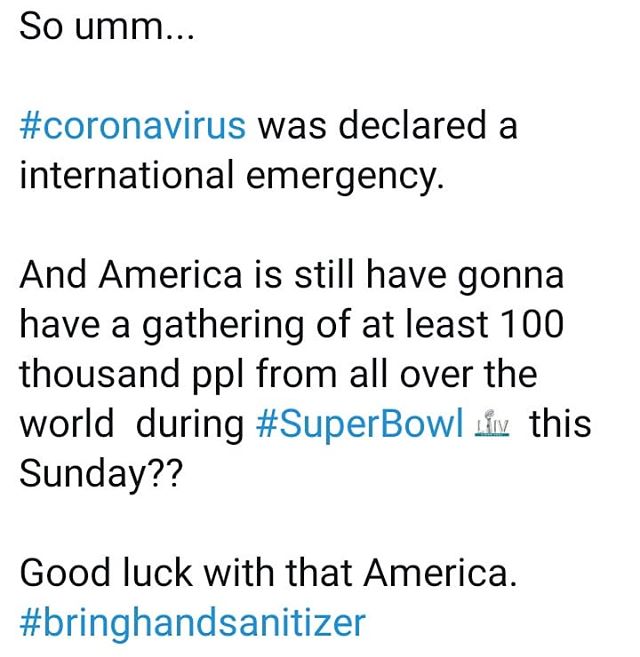 So umm...
#coronavirus was declared a
international emergency.
And America is still have gonna
have a gathering of at least 100
thousand ppl from all over the
world  during #SuperBowl LIV this
Sunday??
Good luck with that America.
#bringhandsanitizer